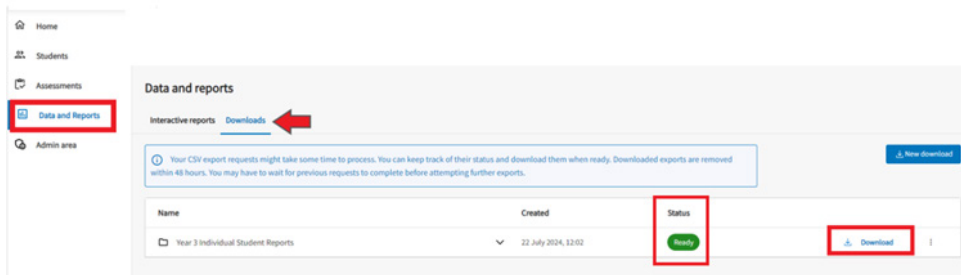 Home
Students
Assessments
Data and Reports
Admin area
Data and reports
Interactive reports Downloads
Your CSV export requests might take some time to process. You can keep track of their status and download them when ready. Downloaded exports are removed
within 48 hours. You may have to wait for previous requests to complete before attempting further exports.
New download
Name Created Status
Year 3 Individual Student Reports 22 July 2024, 12:02 Ready Download